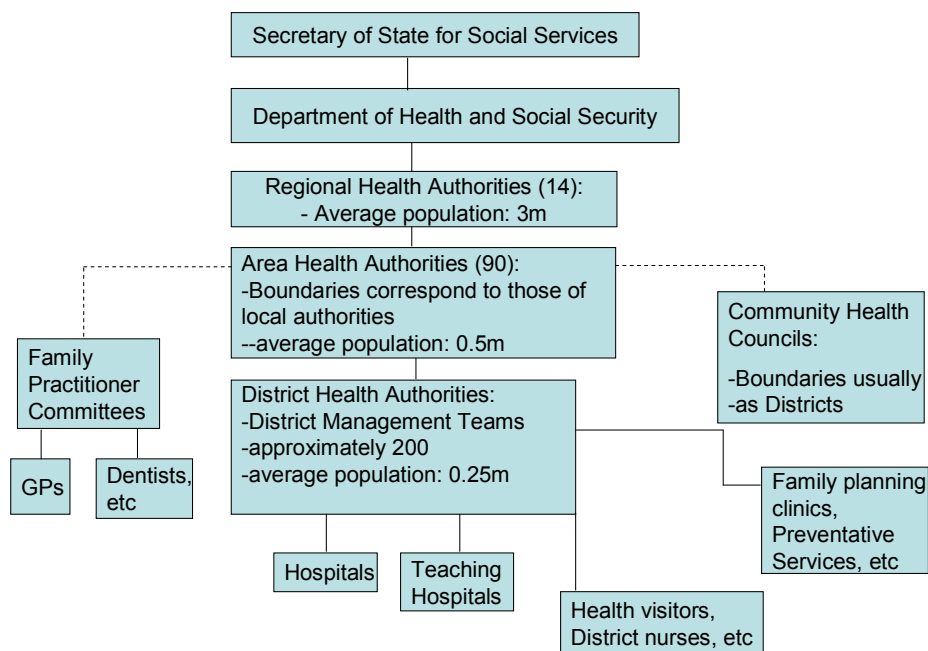 Secretary of State for Social Services
Department of Health and Social Security
Regional Health Authorities (14):
- Average population: 3m
Area Health Authorities (90):
-Boundaries correspond to those of
local authorities
--average population: 0.5m
Community Health
Councils:
-Boundaries usually
-as Districts
Family
Practitioner
Committees
District Health Authorities:
-District Management Teams
-approximately 200
-average population: 0.25m
GPs
Dentists,
etc
Family planning
clinics,
Preventative
Services, etc
Hospitals
Teaching
Hospitals
Health visitors,
District nurses, etc